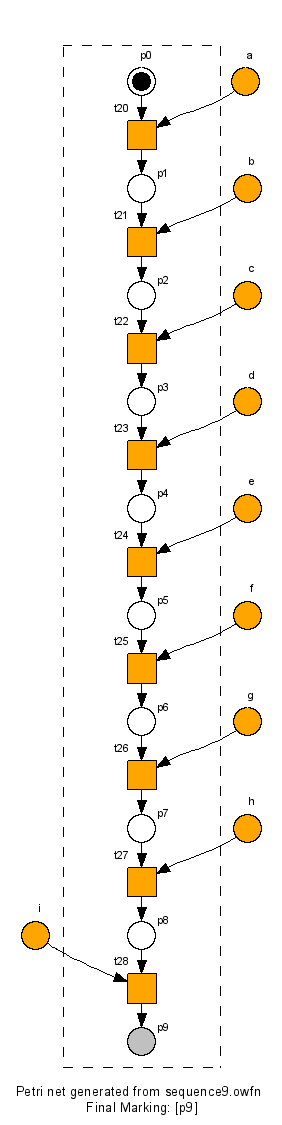 p0
a
t20
b
p1
t21
c
p2
t22
d
p3
t23
e
p4
t24
f
p5
t25
g
p6
t26
h
p7
t27
i
p8
t28
p9
Petri net generated from sequence9.owfn
Final Marking: [p9]